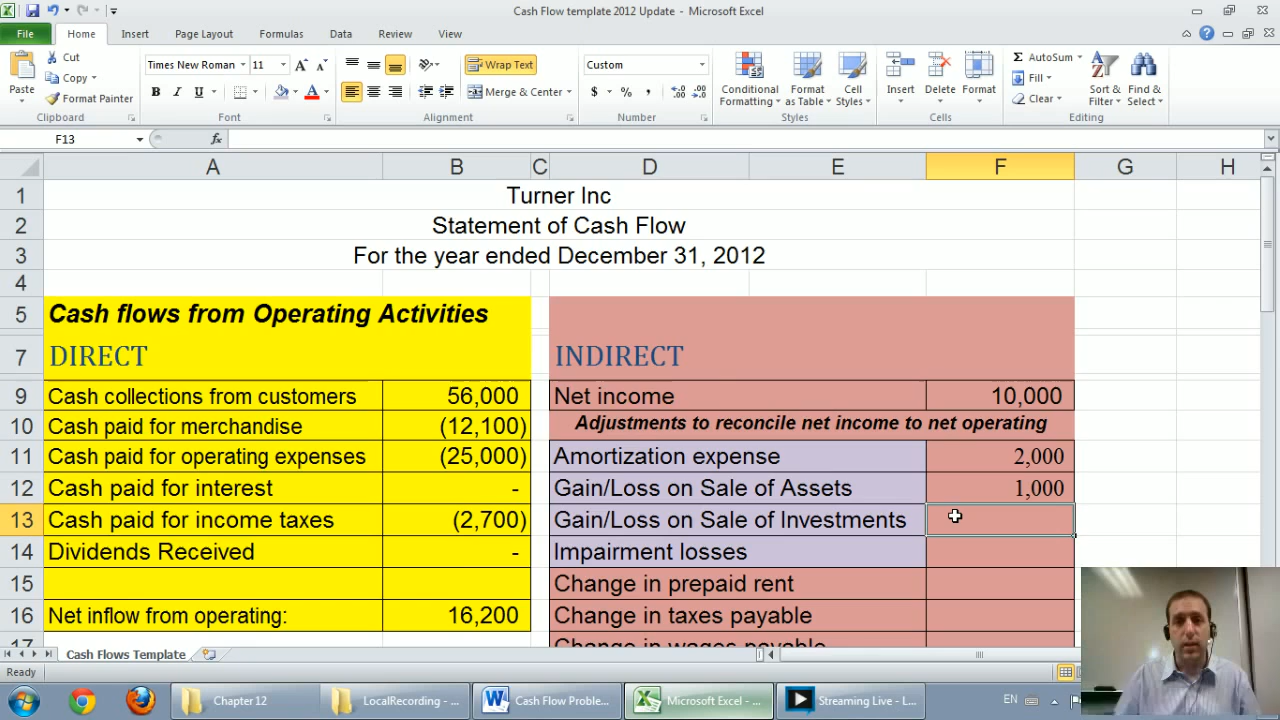 Cash Flow template 2012 Update - Microsoft Excel
File Home Insert Page Layout Formulas Data Review View
Paste
Cut
Copy
Format Painter
Clipboard
Times New Roman 11 A A
B I U A
Font
Wrap Text
Merge & Center
Alignment
Custom
$ % , .00
Number
Conditional Formatting
Format as Table
Cell Styles
Styles
Insert Delete Format
Cells
Σ AutoSum
Fill
Clear
Sort & Filter
Find & Select
Editing
F13 fx
A B C D E F G H
1 Turner Inc
2 Statement of Cash Flow
3 For the year ended December 31, 2012
4
5 Cash flows from Operating Activities
7 DIRECT INDIRECT
9 Cash collections from customers 56,000 Net income 10,000
10 Cash paid for merchandise (12,100) Adjustments to reconcile net income to net operating
11 Cash paid for operating expenses (25,000) Amortization expense 2,000
12 Cash paid for interest - Gain/Loss on Sale of Assets 1,000
13 Cash paid for income taxes (2,700) Gain/Loss on Sale of Investments
14 Dividends Received - Impairment losses
15 Change in prepaid rent
16 Net inflow from operating: 16,200 Change in taxes payable
17 Change in wages payable
Cash Flows Template
Ready
Chapter 12 LocalRecording - ... Cash Flow Proble... Microsoft Excel - ... Streaming Live - ... EN